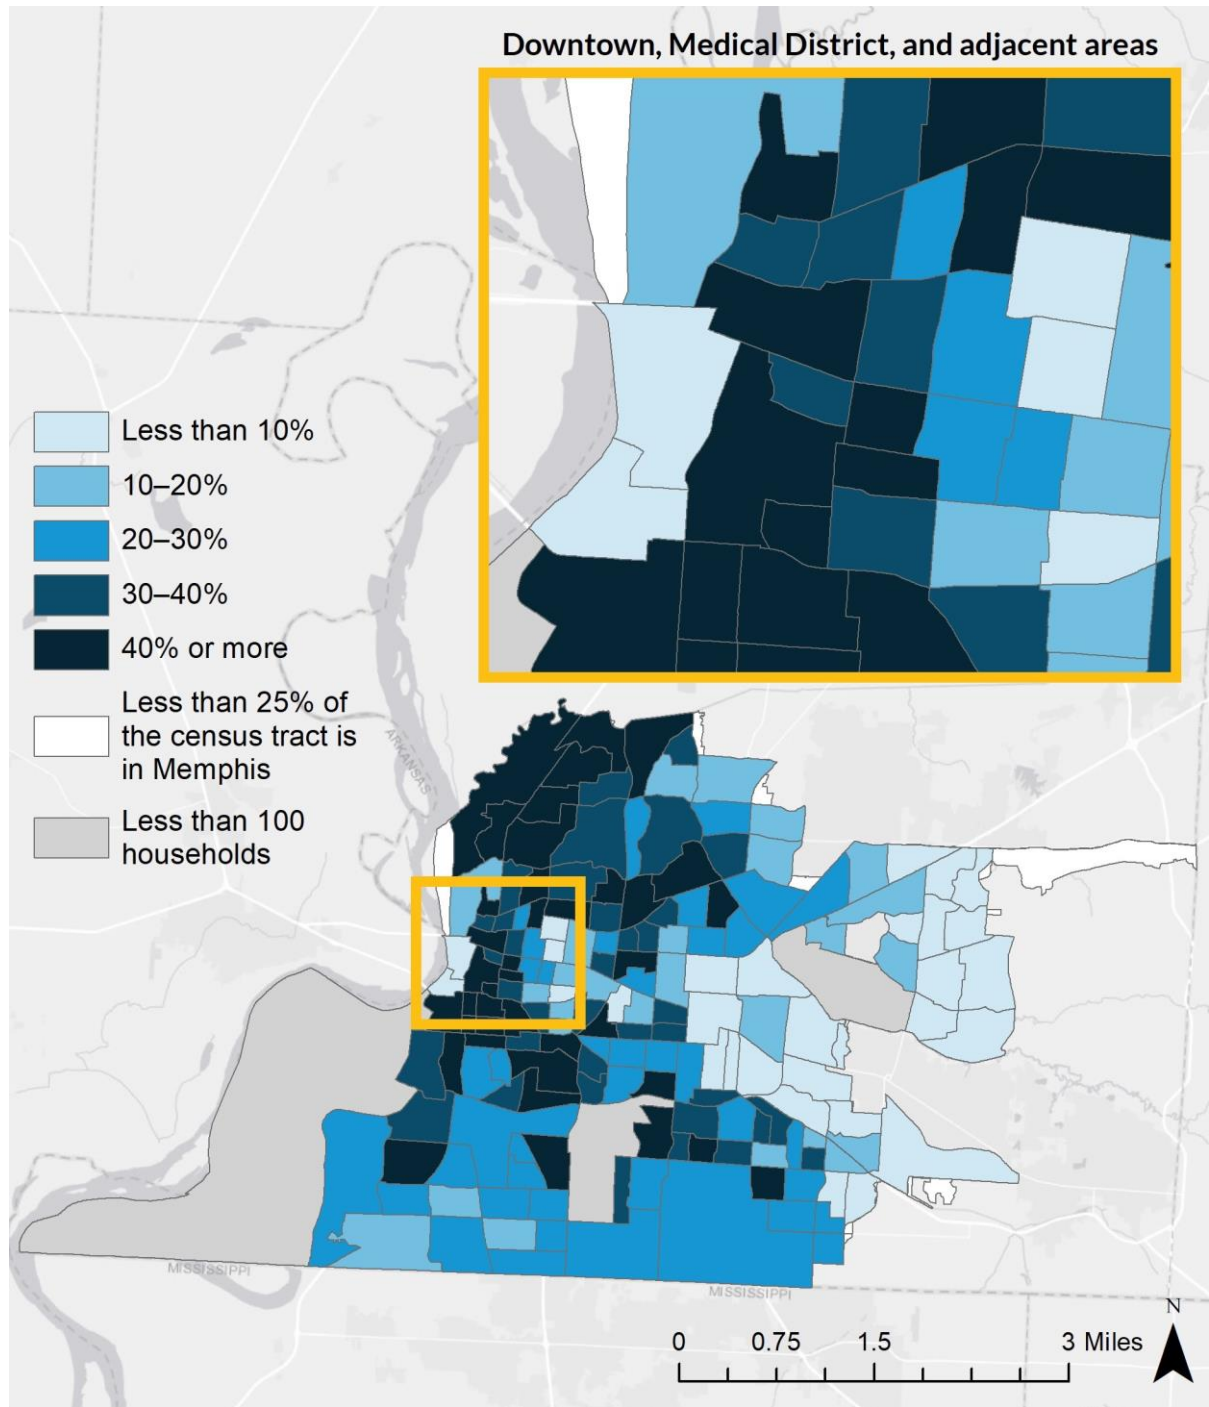 Downtown, Medical District, and adjacent areas
Less than 10%
10–20%
20–30%
30–40%
40% or more
Less than 25% of
the census tract is
in Memphis
Less than 100
households
ARKANSAS
MISSISSIPPI
MISSISSIPPI
N
0 0.75 1.5 3 Miles